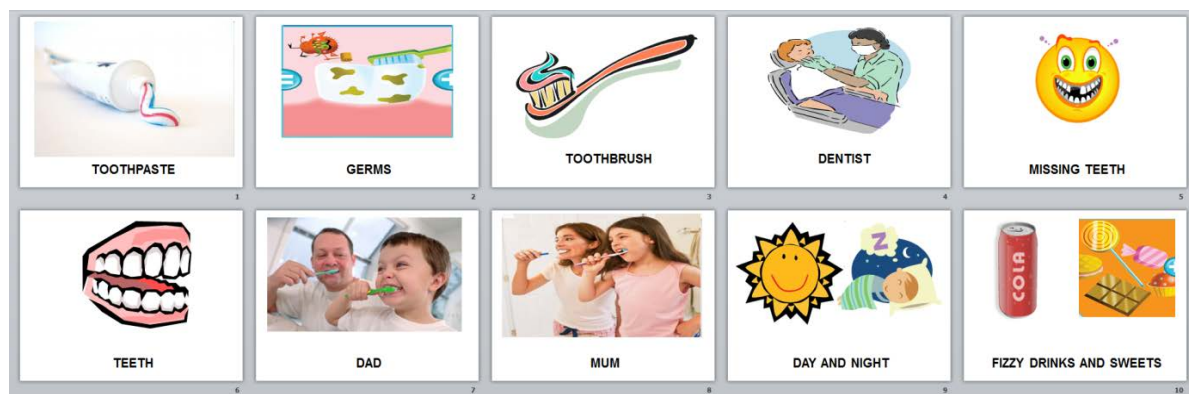 TOOTHPASTE
1
GERMS
2
TOOTHBRUSH
3
DENTIST
4
MISSING TEETH
5
TEETH
6
DAD
7
MUM
8
Z
DAY AND NIGHT
9
COLA
FIZZY DRINKS AND SWEETS
10